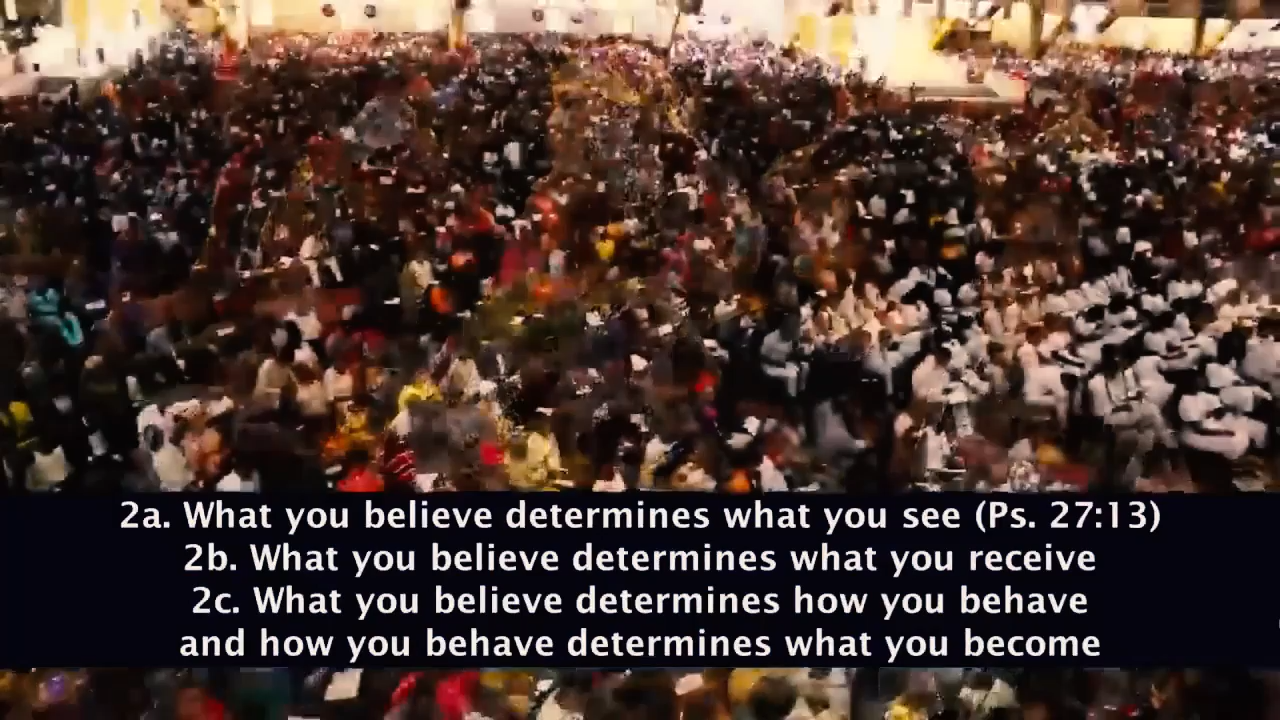 2a. What you believe determines what you see (Ps. 27:13)
2b. What you believe determines what you receive
2c. What you believe determines how you behave
and how you behave determines what you become